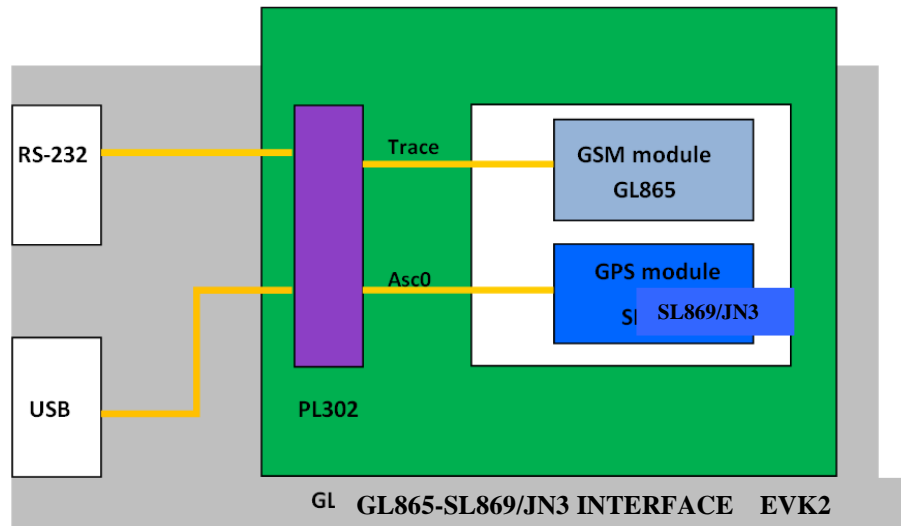 RS-232
Trace
GSM module
GL865
GPS module
Asc0
SL869/JN3
USB
PL302
GL GL865-SL869/JN3 INTERFACE EVK2